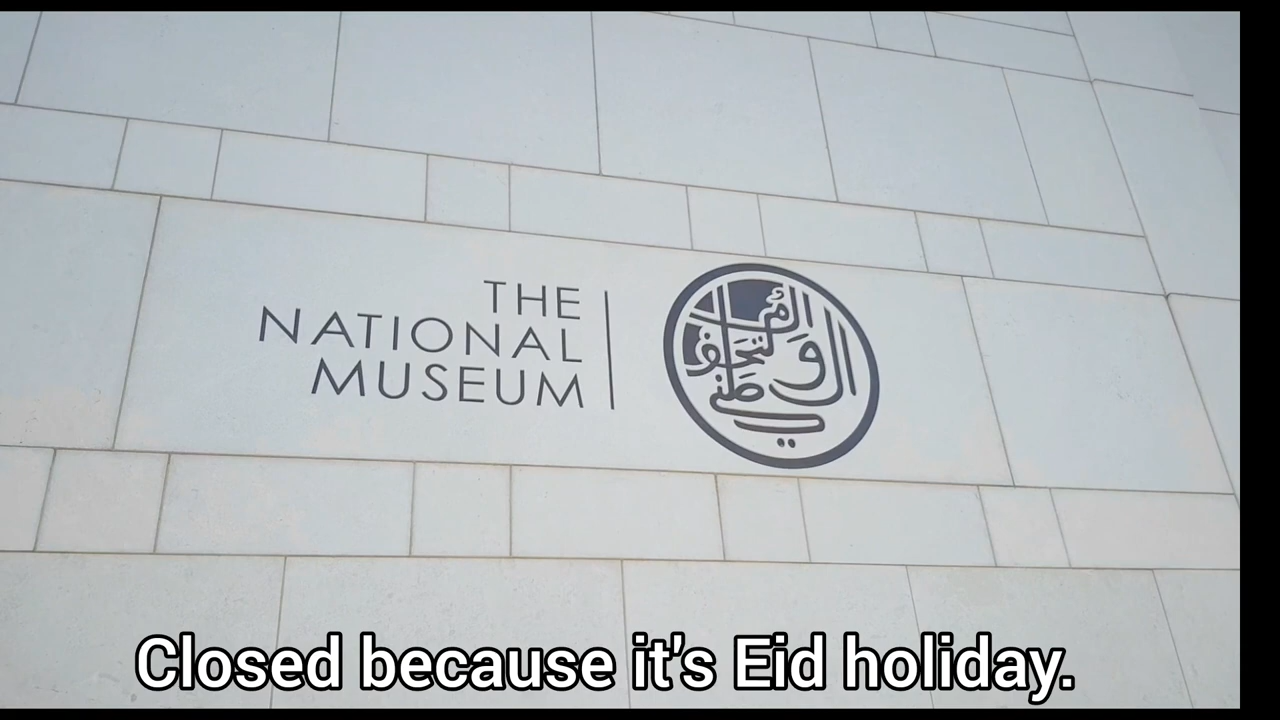 THE
NATIONAL
MUSEUM
المتحف
الوطني
Closed because it's Eid holiday.